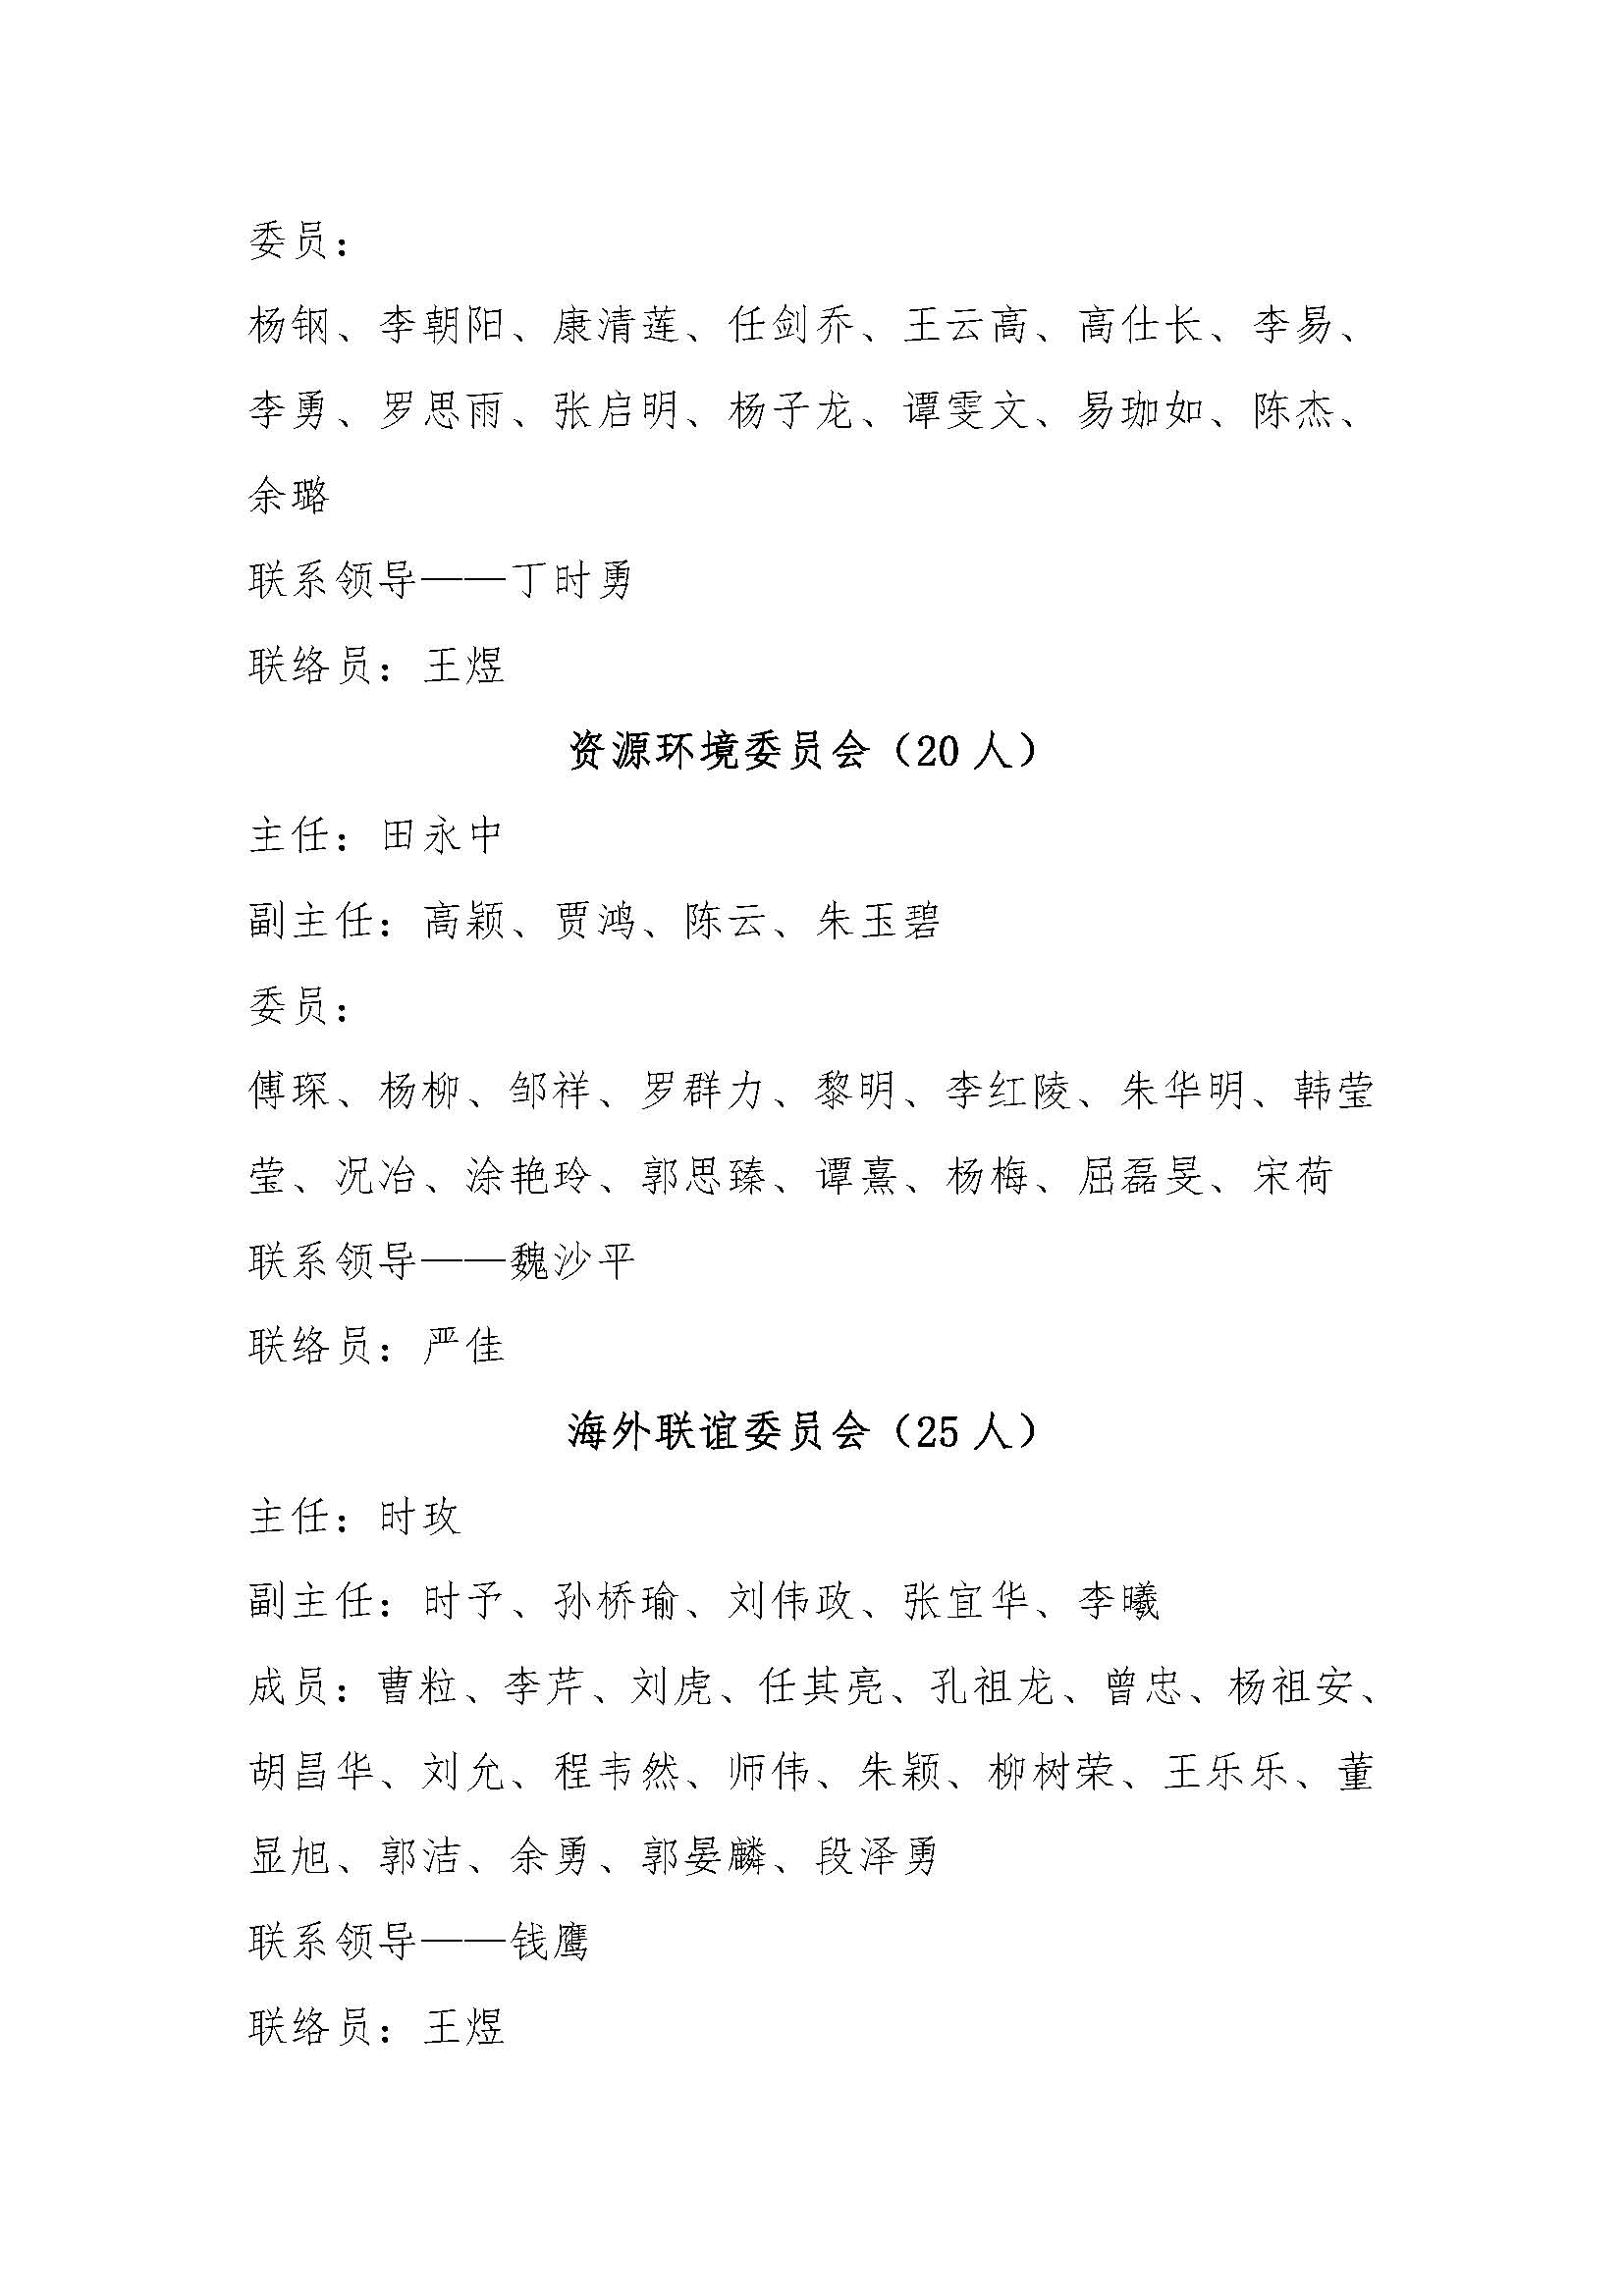 委员：
杨钢、李朝阳、康清莲、任剑乔、王云高、高仕长、李易、
李勇、罗思雨、张启明、杨子龙、谭雯文、易珈如、陈杰、
余璐
联系领导——丁时勇
联络员：王煜
资源环境委员会（20 人）
主任：田永中
副主任：高颖、贾鸿、陈云、朱玉碧
委员：
傅琛、杨柳、邹祥、罗群力、黎明、李红陵、朱华明、韩莹
莹、况冶、涂艳玲、郭思臻、谭熹、杨梅、屈磊旻、宋荷
联系领导——魏沙平
联络员：严佳
海外联谊委员会（25 人）
主任：时玫
副主任：时予、孙桥瑜、刘伟政、张宜华、李曦
成员：曹粒、李芹、刘虎、任其亮、孔祖龙、曾忠、杨祖安、
胡昌华、刘允、程韦然、师伟、朱颖、柳树荣、王乐乐、董
显旭、郭洁、余勇、郭晏麟、段泽勇
联系领导——钱鹰
联络员：王煜